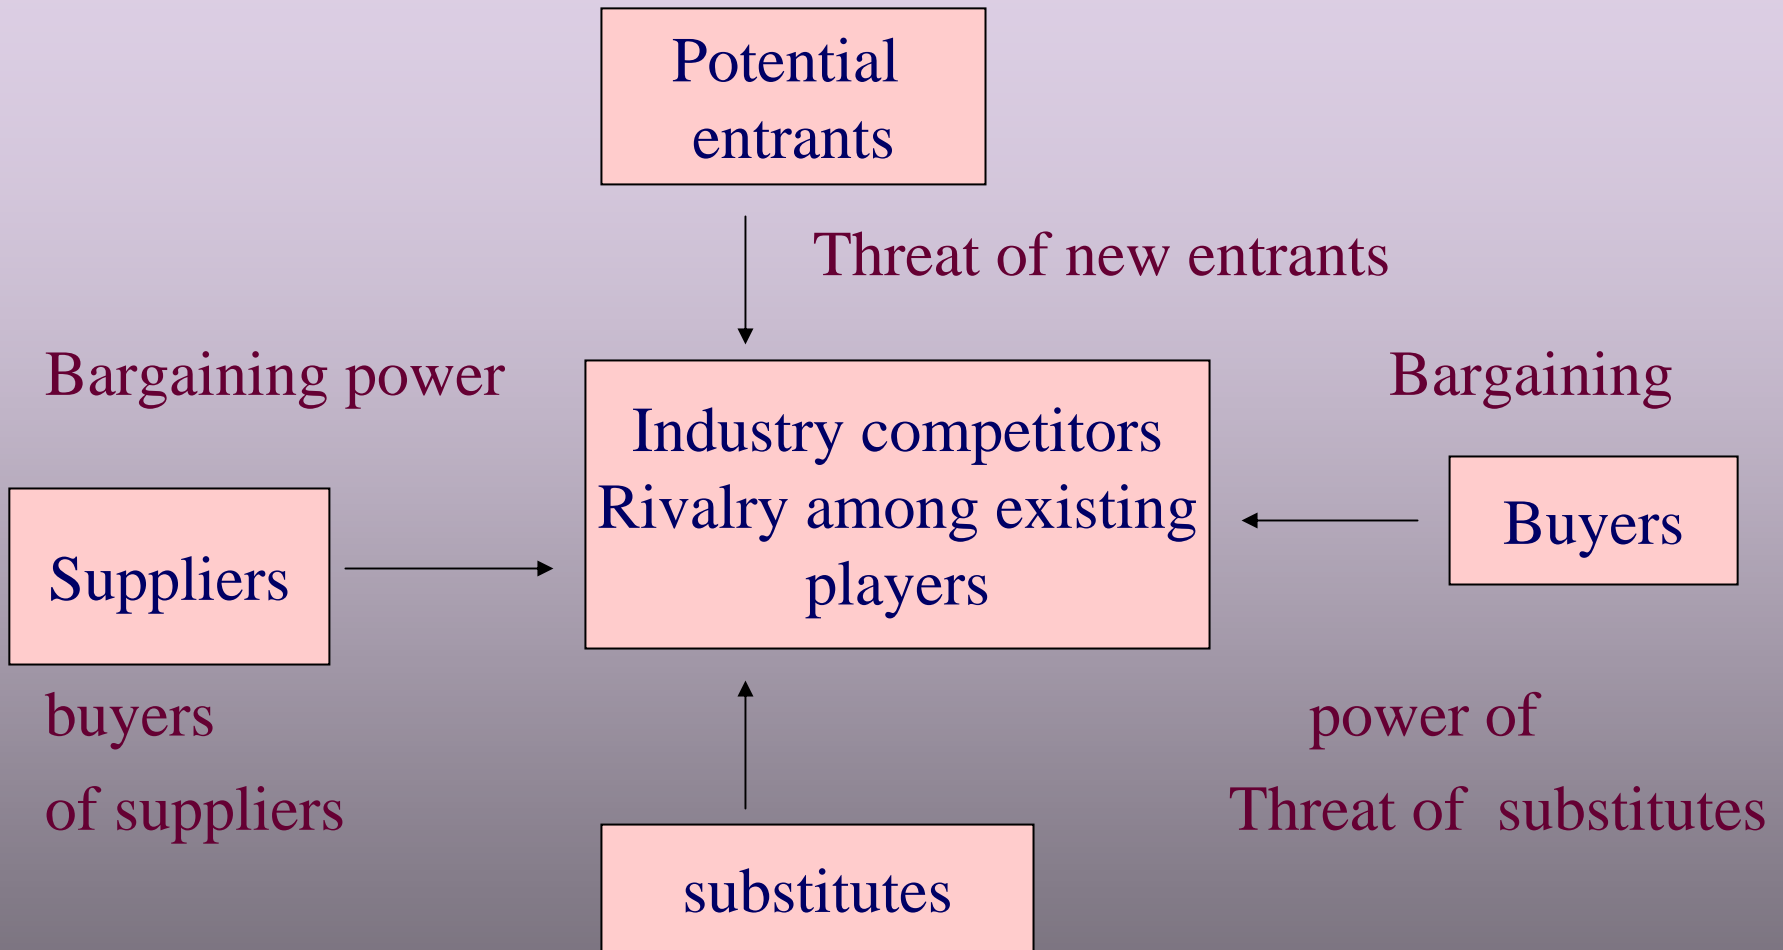 Potential
entrants
Threat of new entrants
Bargaining power
Bargaining
Industry competitors
Rivalry among existing
players
Suppliers
Buyers
buyers
power of
of suppliers
Threat of  substitutes
substitutes